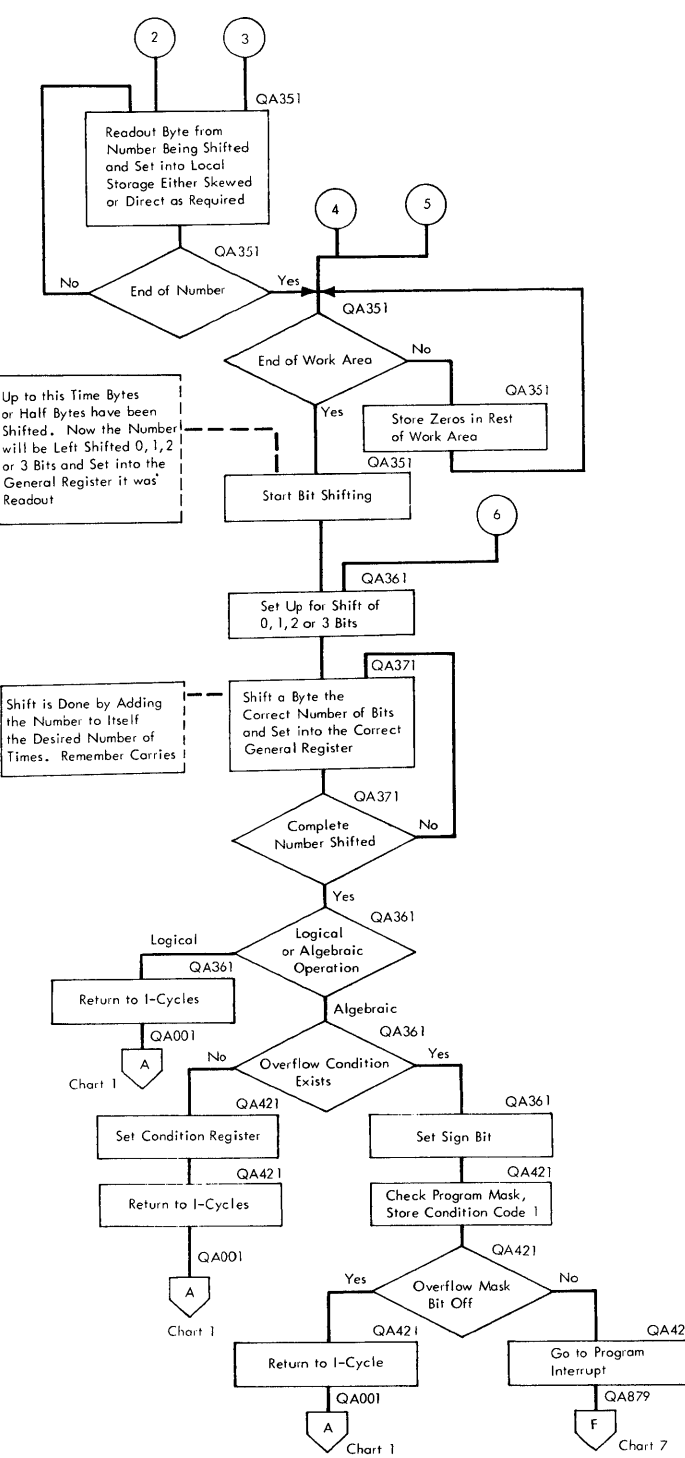 2
3
QA351
Readout Byte from
Number Being Shifted
and Set into Local
Storage Either Skewed
or Direct as Required
4
5
QA351
No
End of Number
Yes
QA351
End of Work Area
No
Yes
QA351
Store Zeros in Rest
of Work Area
Up to this Time Bytes
or Half Bytes have been
Shifted. Now the Number
will be Left Shifted 0, 1, 2
or 3 Bits and Set into the
General Register it was
Readout
QA351
Start Bit Shifting
6
QA361
Set Up for Shift of
0, 1, 2 or 3 Bits
QA371
Shift is Done by Adding
the Number to Itself
the Desired Number of
Times. Remember Carries
Shift a Byte the
Correct Number of Bits
and Set into the Correct
General Register
QA371
Complete
Number Shifted
No
Yes
QA361
Logical
or Algebraic
Operation
Logical
QA361
Return to I-Cycles
QA001
A
Chart 1
Algebraic
QA361
No
Overflow Condition
Exists
Yes
QA421
Set Condition Register
QA361
Set Sign Bit
QA421
Return to I-Cycles
QA421
Check Program Mask,
Store Condition Code 1
QA001
A
Chart 1
QA421
Yes
Overflow Mask
Bit Off
No
QA421
Return to I-Cycle
QA42
Go to Program
Interrupt
QA001
A
Chart 1
QA879
F
Chart 7